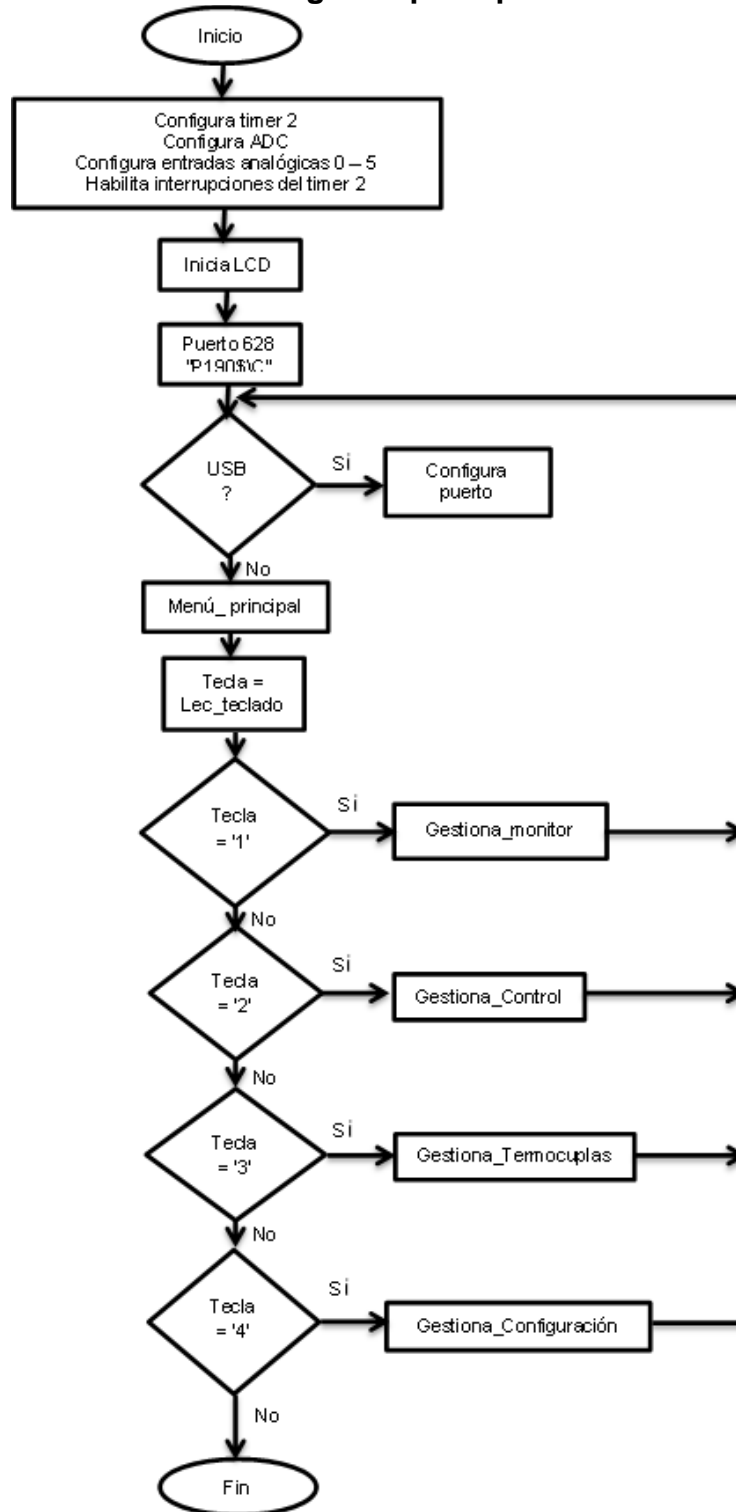 Inicio
Configura timer 2
Configura ADC
Configura entradas analógicas 0 – 5
Habilita interrupciones del timer 2
Inicia LCD
Puerto 628
"P190$\C"
USB
?
Si
Configura
puerto
No
Menú_ principal
Tecla =
Lec_teclado
Tecla
= '1'
Si
Gestiona_monitor
No
Tecla
= '2'
Si
Gestiona_Control
No
Tecla
= '3'
Si
Gestiona_Termocuplas
No
Tecla
= '4'
Si
Gestiona_Configuración
No
Fin